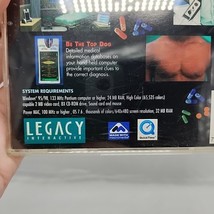 BE THE TOP DOG
Detailed medical
information databases on
your hand-held computer
provide important clues to
the correct diagnosis.
SYSTEM REQUIREMENTS
Windows 95/98, 133 MHz Pentium computer or higher, 24 MB RAM, High Color (65,535 colors)
capable 2 MB video card, 8X CD-ROM drive, Sound card and mouse
Power MAC, 100 MHz or higher, OS 7.6, thousands of colors/640x480 screen resolution, 32 MB RAM
LEGACY
INTERACTIVE
QuickTime